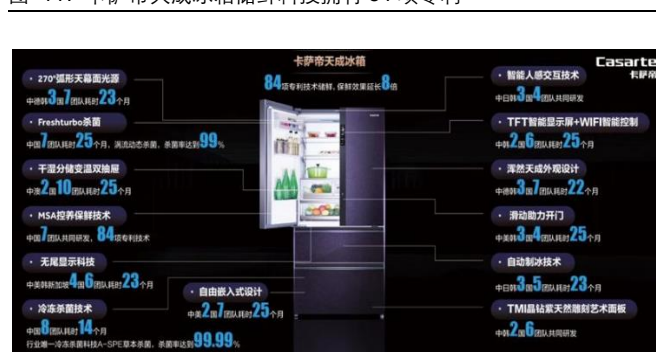 卡萨帝天成冰箱
84项专利技术储鲜,保鲜效果延长8倍
Casarte
卡萨帝
· 270°弧形天幕面光源
中德韩3国7团队耗时23个月
· Freshturbo杀菌
中国7团队耗时25个月,涡流动态杀菌,杀菌率达到99%
· 干湿分储变温双抽屉
中澳2国10团队耗时25个月
· MSA控养保鲜技术
中国7团队共同研发,84项专利技术
· 无尾显示科技
中美韩新加坡4国6团队耗时23个月
· 冷冻杀菌技术
中国8团队耗时14个月
行业唯一冷冻杀菌科技A-SPE草本杀菌,杀菌率达到99.99%
· 自由嵌入式设计
中美2国7团队耗时25个月
· 智能人感交互技术
中日韩3国4团队共同研发
· TFT智能显示屏+WIFI智能控制
中韩2国6团队耗时25个月
· 浑然天成外观设计
中德韩3国7团队耗时22个月
· 滑动助力开门
中美韩3国4团队耗时25个月
· 自动制冰技术
中日韩3国5团队耗时23个月
· TMI晶钻紫天然雕刻艺术面板
中韩2国6团队共同研发